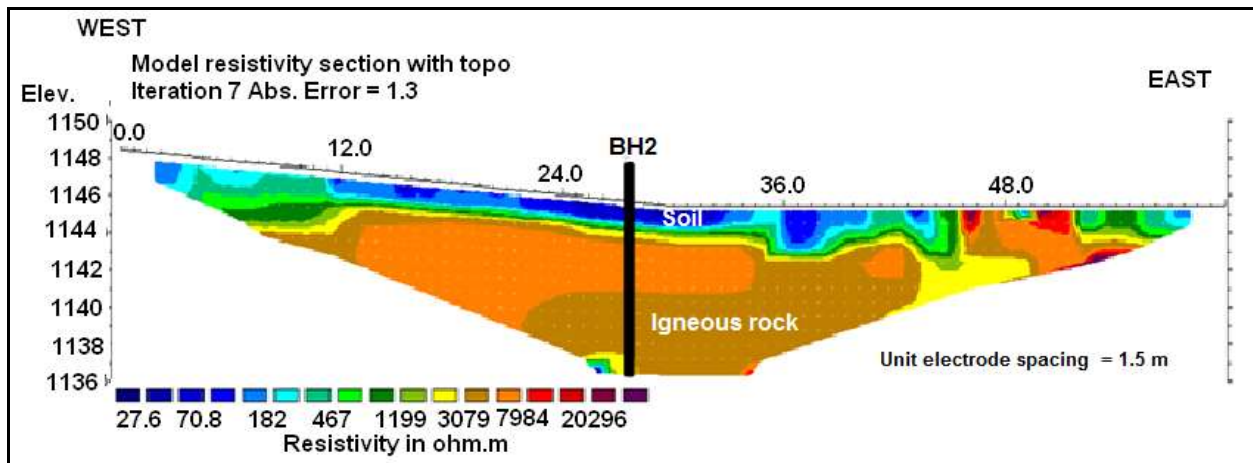 WEST
Model resistivity section with topo
Iteration 7 Abs. Error = 1.3
EAST
Elev.
1150
0.0
1148
12.0
BH2
24.0
36.0
48.0
1146
Soil
1144
1142
1140
Igneous rock
1138
Unit electrode spacing = 1.5 m
1136
27.6 70.8 182 467 1199 3079 7984 20296
Resistivity in ohm.m